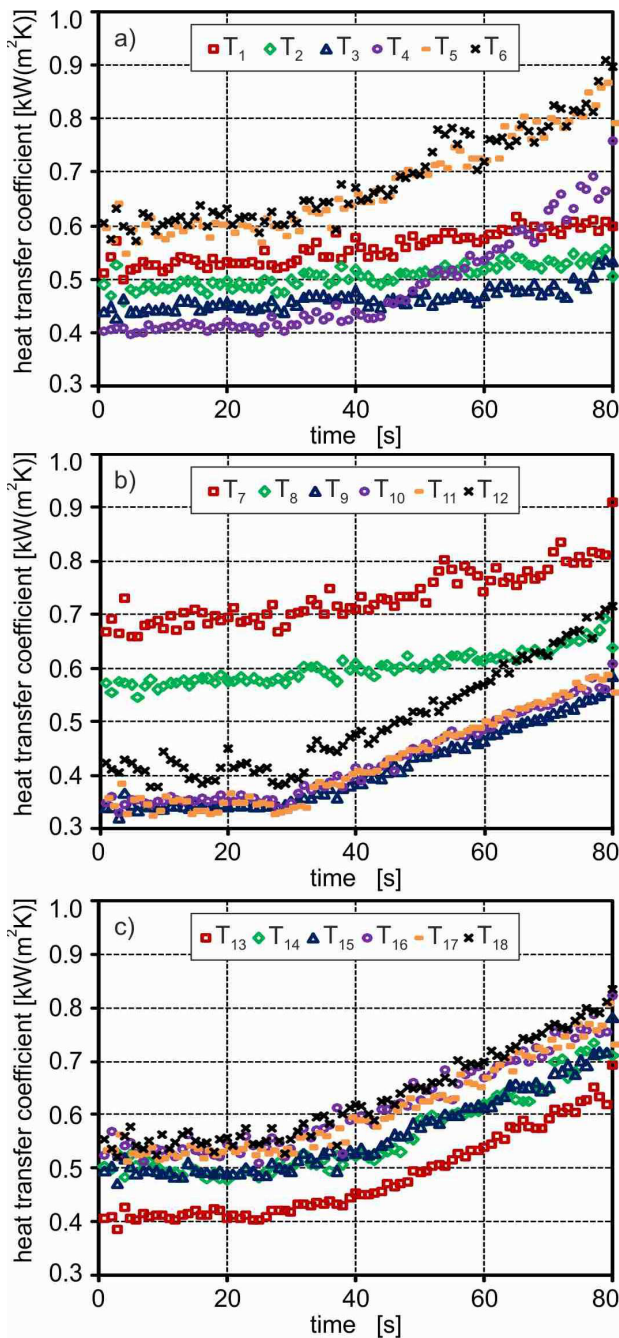 a)
T1 T2 T3 T4 T5 T6
heat transfer coefficient [kW(m²K)]
1.0
0.9
0.8
0.7
0.6
0.5
0.4
0.3
0 20 40 60 80
time [s]
b)
T7 T8 T9 T10 T11 T12
heat transfer coefficient [kW(m²K)]
1.0
0.9
0.8
0.7
0.6
0.5
0.4
0.3
0 20 40 60 80
time [s]
c)
T13 T14 T15 T16 T17 T18
heat transfer coefficient [kW(m²K)]
1.0
0.9
0.8
0.7
0.6
0.5
0.4
0.3
0 20 40 60 80
time [s]